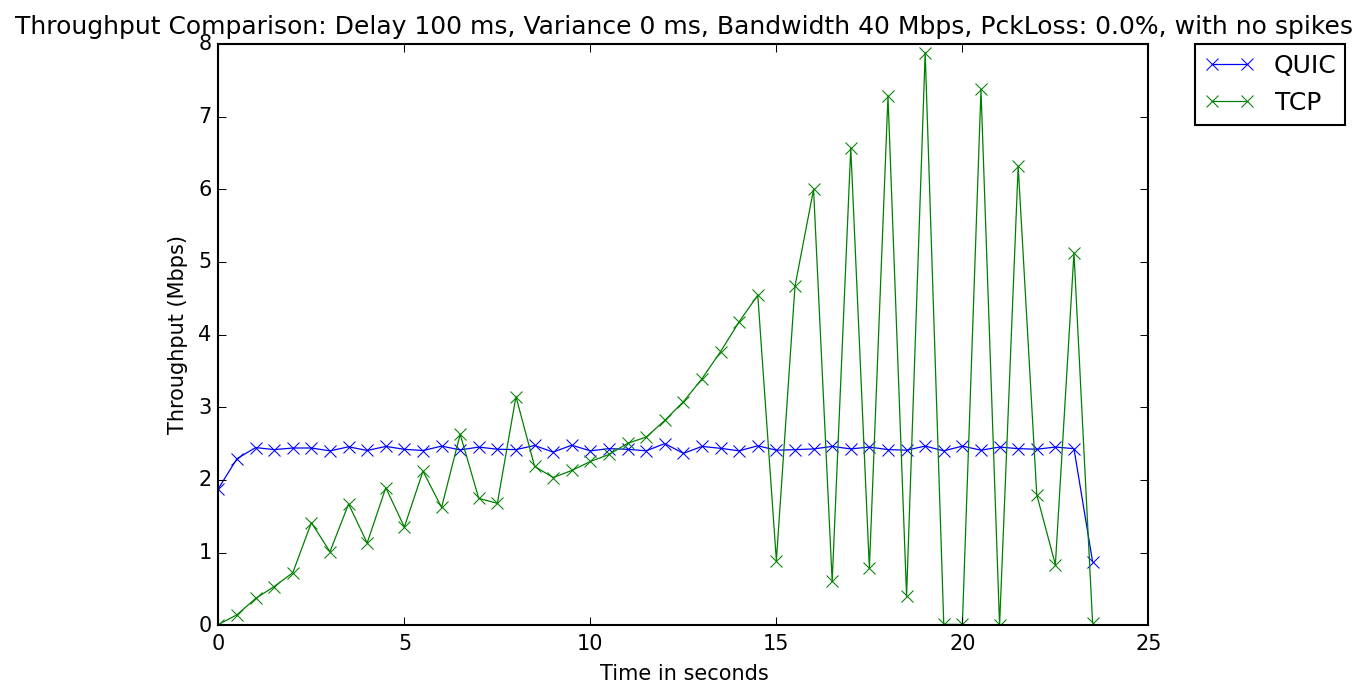 Throughput Comparison: Delay 100 ms, Variance 0 ms, Bandwidth 40 Mbps, PckLoss: 0.0%, with no spikes
QUIC
TCP
8
7
6
5
4
3
2
1
0
Throughput (Mbps)
0 5 10 15 20 25
Time in seconds